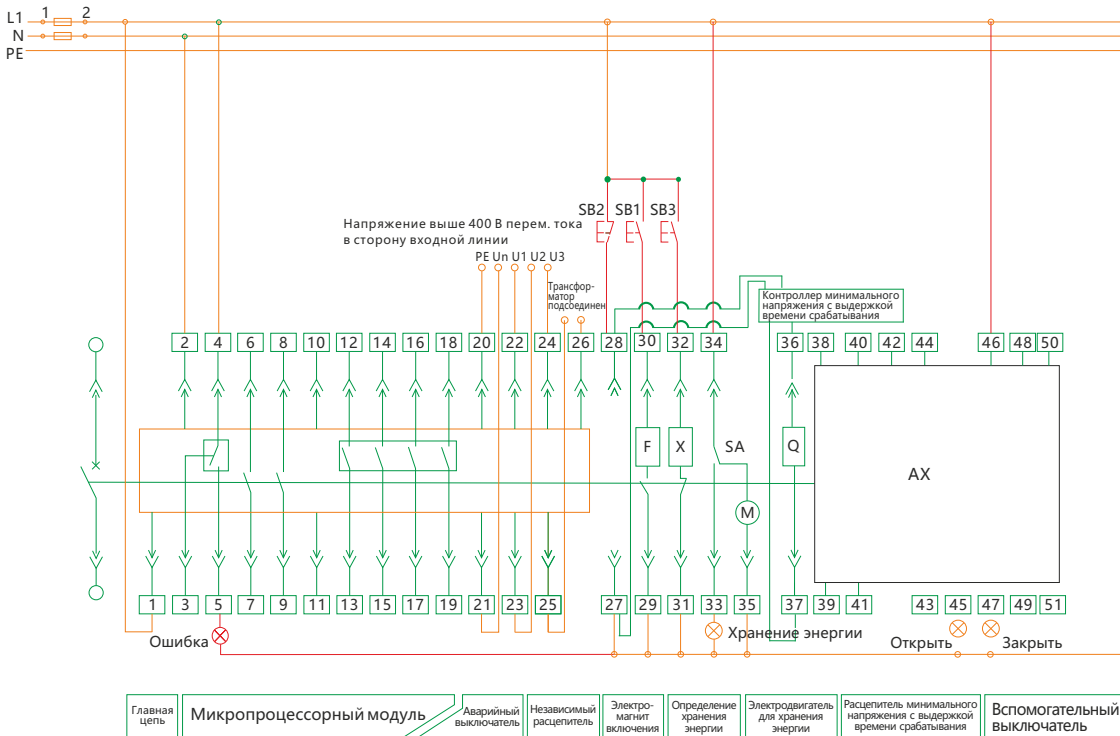 L1 1 2
N
PE
SB2 SB1 SB3
Напряжение выше 400 В перем. тока
в сторону входной линии
PE Un U1 U2 U3
Трансфор-
матор
подсоединен
Контроллер минимального
напряжения с выдержкой
времени срабатывания
2 4 6 8 10 12 14 16 18 20 22 24 26 28 30 32 34 36 38 40 42 44 46 48 50
F X SA Q
AX
M
1 3 5 7 9 11 13 15 17 19 21 23 25 27 29 31 33 35 37 39 41 43 45 47 49 51
Ошибка
Хранение энергии
Открыть
Закрыть
Главная
цепь
Микропроцессорный модуль
Аварийный
выключатель
Независимый
расцепитель
Электро-
магнит
включения
Определение
хранения
энергии
Электродвигатель
для хранения
энергии
Расцепитель минимального
напряжения с выдержкой
времени срабатывания
Вспомогательный
выключатель